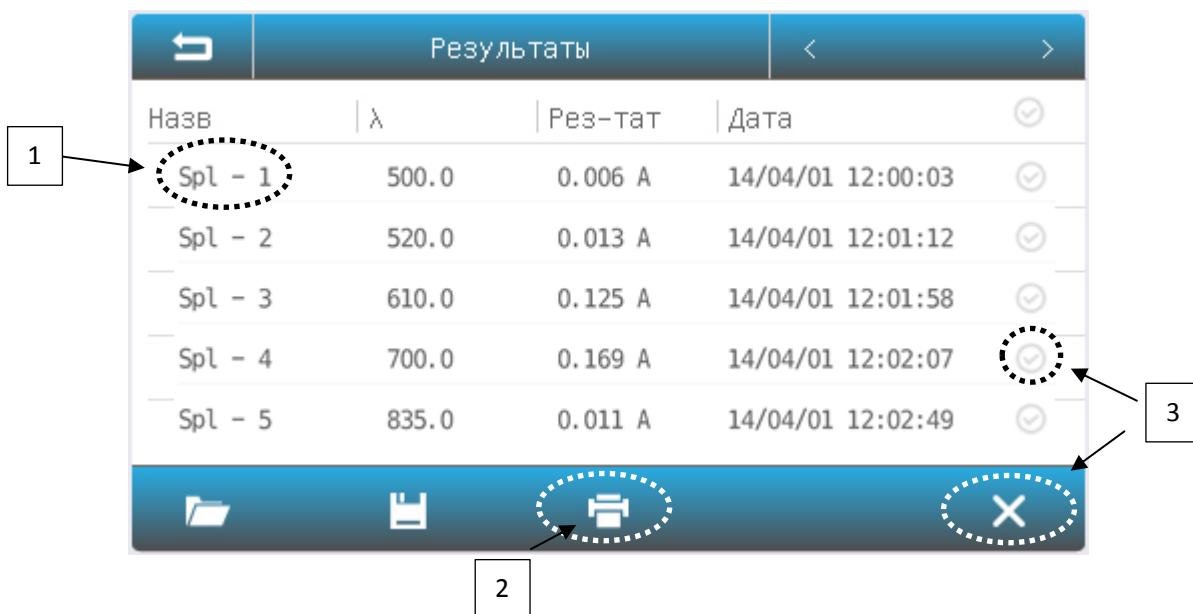 Результаты < >
Назв λ Рез-тат Дата
1
Spl - 1 500.0 0.006 A 14/04/01 12:00:03
Spl - 2 520.0 0.013 A 14/04/01 12:01:12
Spl - 3 610.0 0.125 A 14/04/01 12:01:58
Spl - 4 700.0 0.169 A 14/04/01 12:02:07
3
Spl - 5 835.0 0.011 A 14/04/01 12:02:49
2